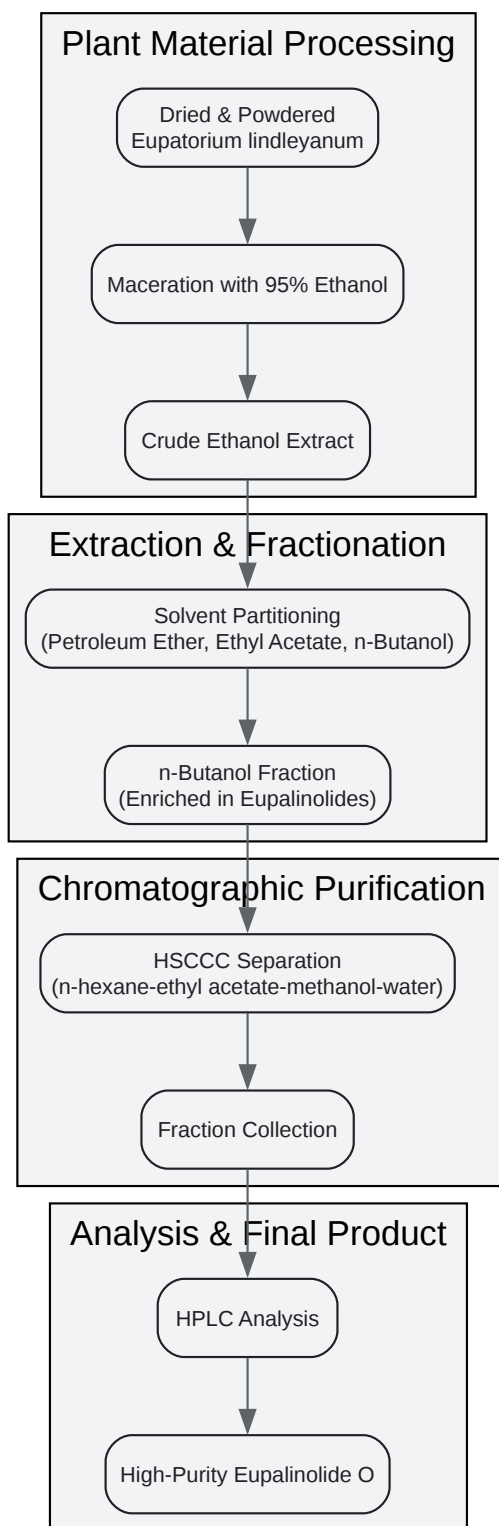 Plant Material Processing
Dried & Powdered
Eupatorium lindleyanum
Maceration with 95% Ethanol
Crude Ethanol Extract
Extraction & Fractionation
Solvent Partitioning
(Petroleum Ether, Ethyl Acetate, n-Butanol)
n-Butanol Fraction
(Enriched in Eupalinolides)
Chromatographic Purification
HSCCC Separation
(n-hexane-ethyl acetate-methanol-water)
Fraction Collection
Analysis & Final Product
HPLC Analysis
High-Purity Eupalinolide O